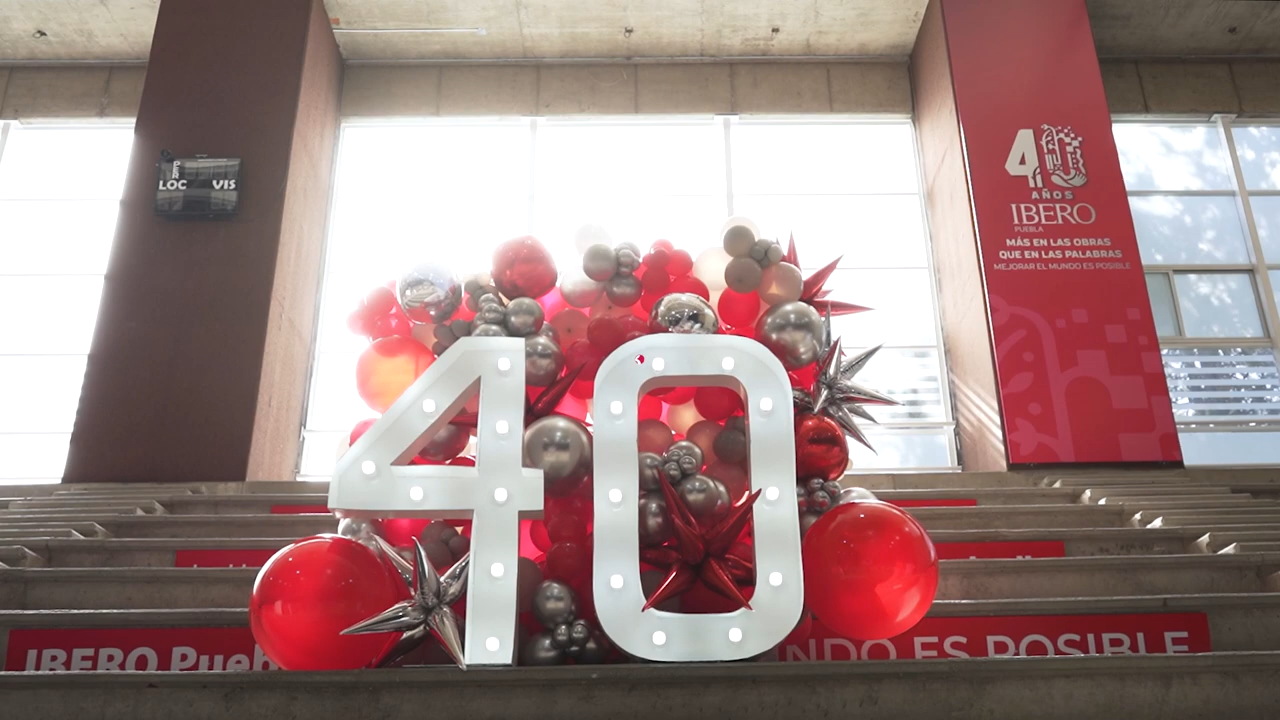 LOC VIS
40
AÑOS
IBERO
PUEBLA
MÁS EN LAS OBRAS
QUE EN LAS PALABRAS
MEJORAR EL MUNDO ES POSIBLE
40
IBERO Pueb
NDO ES POSIBLE